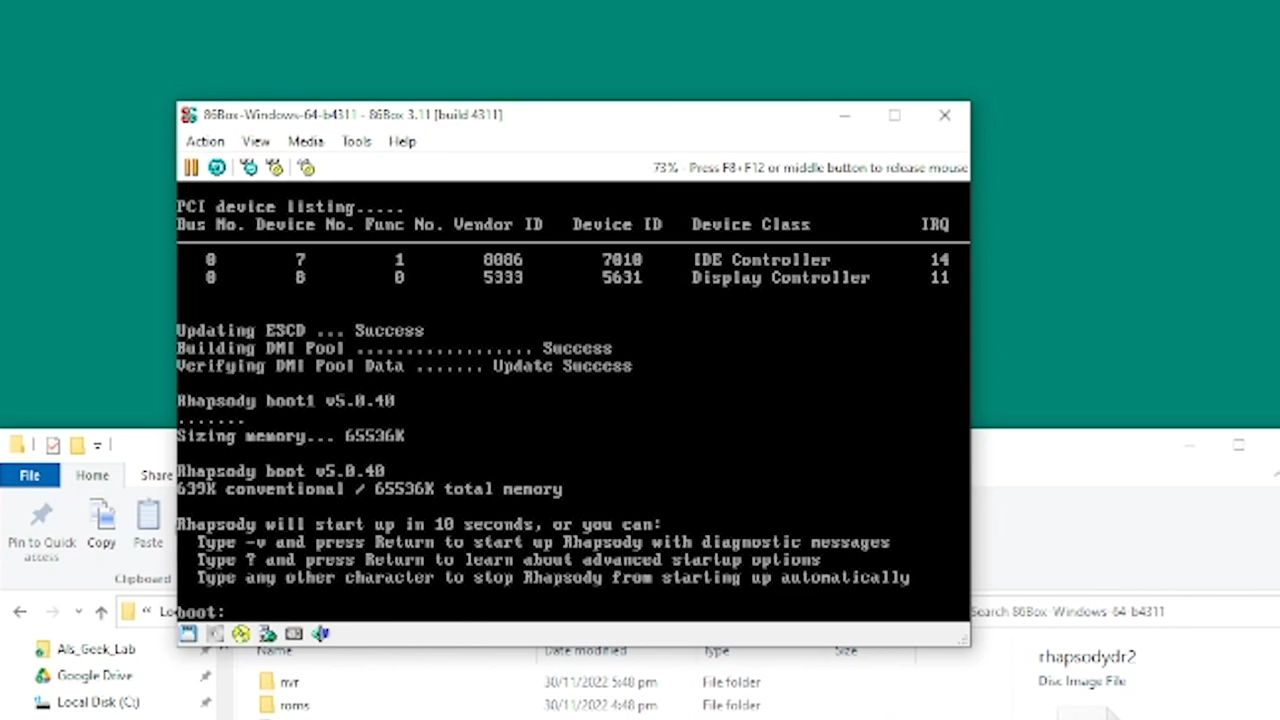 86Box-Windows-64-b4311 - 86Box 3.11 [build 4311]
Action View Media Tools Help
73% - Press F8+F12 or middle button to release mouse
PCI device listing.....
Bus No. Device No. Func No. Vendor ID Device ID Device Class IRQ
0 7 1 8086 7010 IDE Controller 14
0 8 0 5333 5631 Display Controller 11
Updating ESCD ... Success
Building DMI Pool .................. Success
Verifying DMI Pool Data ....... Update Success
Rhapsody boot1 v5.0.40
.......
Sizing memory... 65536K
Rhapsody boot v5.0.40
639K conventional / 65536K total memory
Rhapsody will start up in 10 seconds, or you can:
Type -v and press Return to start up Rhapsody with diagnostic messages
Type ? and press Return to learn about advanced startup options
Type any other character to stop Rhapsody from starting up automatically
boot:
File Home Share
Pin to Quick access
Copy
Paste
Clipboard
« Lo
Search 86Box-Windows-64-b4311
Als_Geek_Lab
Google Drive
Local Disk (C:)
Name Date modified Type Size
nvr 30/11/2022 5:48 pm File folder
roms 30/11/2022 4:48 pm File folder
rhapsodydr2
Disc Image File